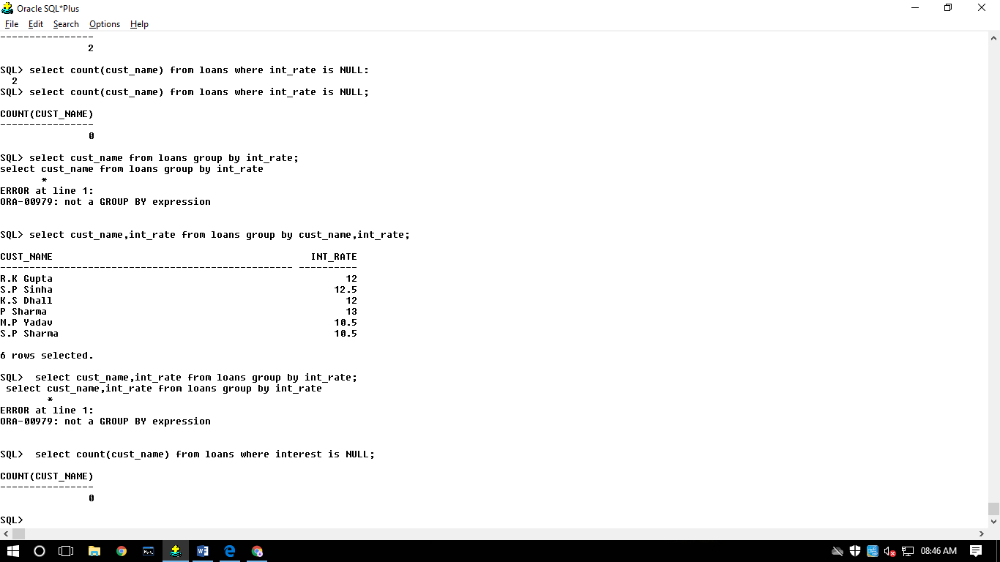 Oracle SQL*Plus
File Edit Search Options Help
----------------
2
SQL> select count(cust_name) from loans where int_rate is NULL:
2
SQL> select count(cust_name) from loans where int_rate is NULL;
COUNT(CUST_NAME)
----------------
0
SQL> select cust_name from loans group by int_rate;
select cust_name from loans group by int_rate
*
ERROR at line 1:
ORA-00979: not a GROUP BY expression
SQL> select cust_name,int_rate from loans group by cust_name,int_rate;
CUST_NAME INT_RATE
-------------------------------------------------- ----------
R.K Gupta 12
S.P Sinha 12.5
K.S Dhall 12
P Sharma 13
M.P Yadav 10.5
S.P Sharma 10.5
6 rows selected.
SQL>  select cust_name,int_rate from loans group by int_rate;
select cust_name,int_rate from loans group by int_rate
*
ERROR at line 1:
ORA-00979: not a GROUP BY expression
SQL>  select count(cust_name) from loans where interest is NULL;
COUNT(CUST_NAME)
----------------
0
SQL>
08:46 AM